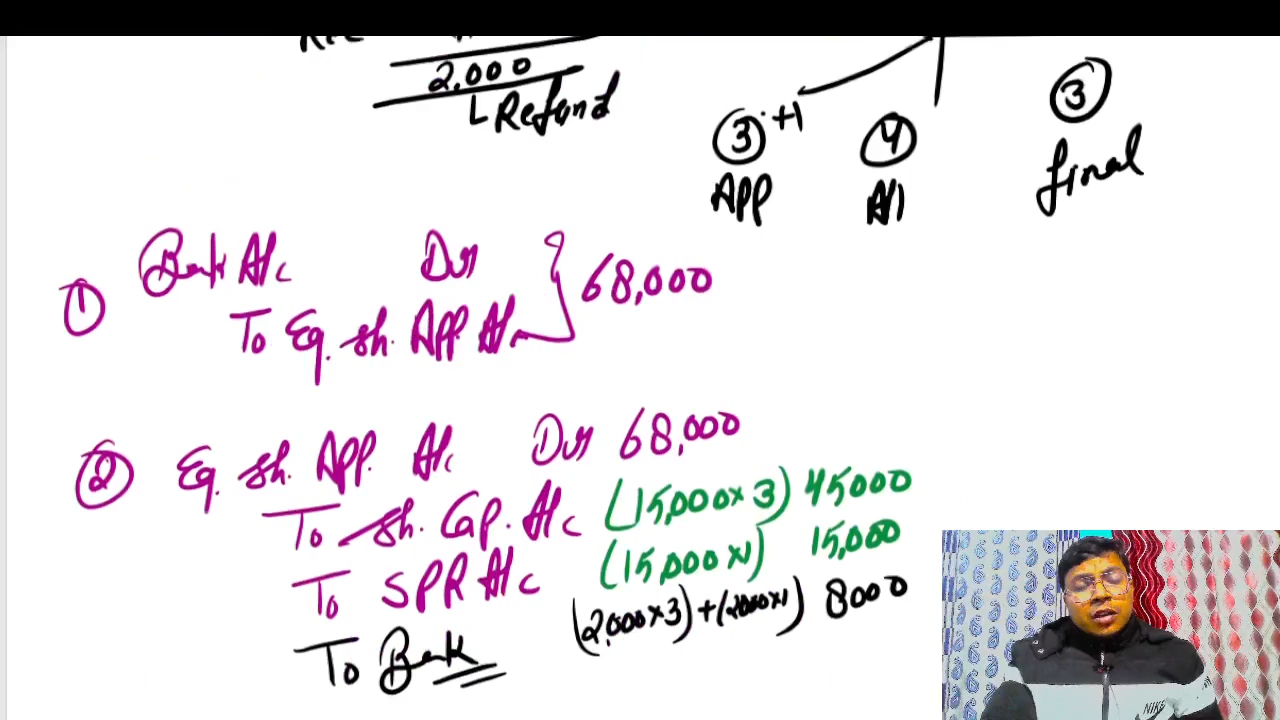 2,000
Refund
3 +1 4 3
APP All final
① Bank A/c Dr } 68,000
To Eq. sh. App. A/c
② Eq. sh. App. A/c Dr 68,000
To sh. Cap. A/c (15,000×3) 45000
To SPR A/c (15,000×1) 15,000
To Bank (2,000×3)+(2000×1) 8000
NIKE